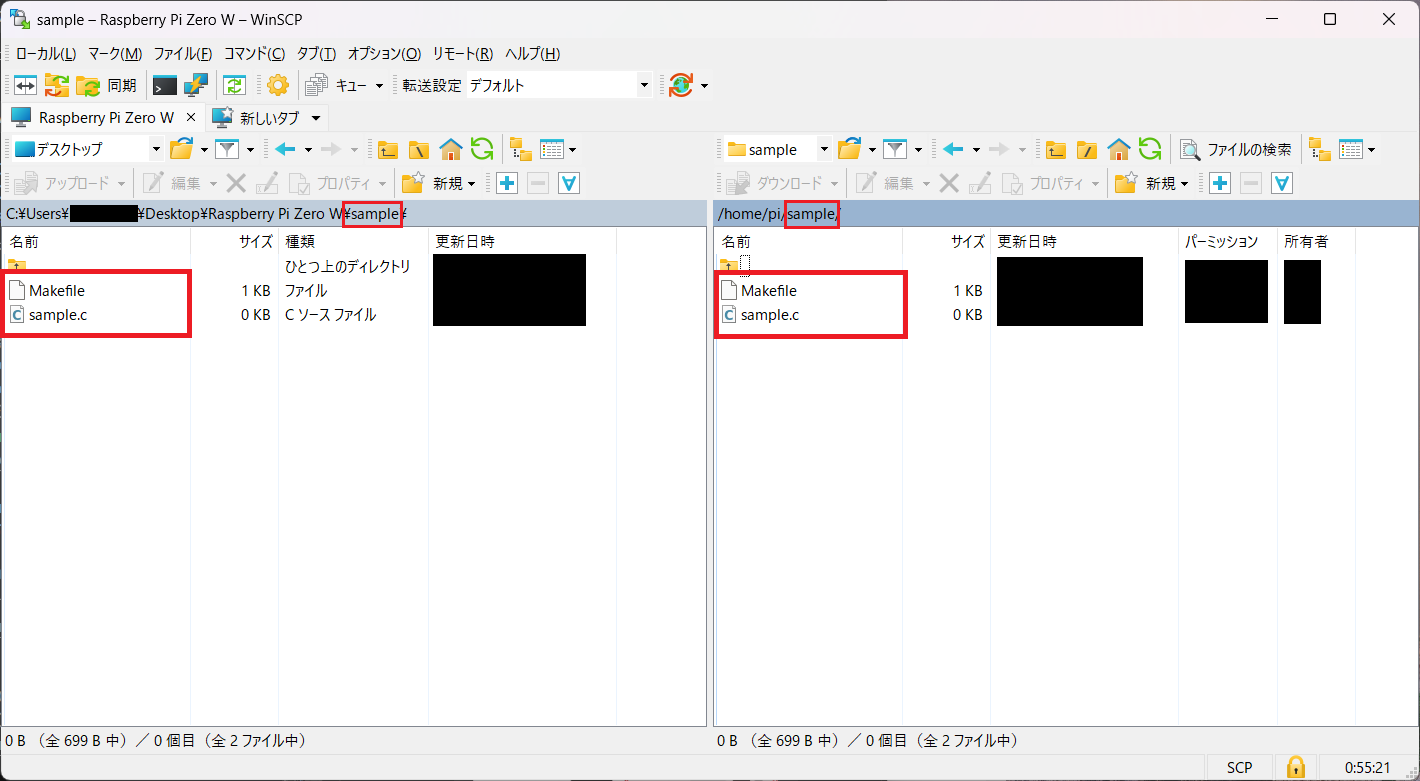 sample – Raspberry Pi Zero W – WinSCP
ローカル(L) マーク(M) ファイル(F) コマンド(C) タブ(T) オプション(O) リモート(R) ヘルプ(H)
同期 キュー 転送設定 デフォルト
Raspberry Pi Zero W × 新しいタブ
デスクトップ sample ファイルの検索
アップロード 編集 プロパティ 新規 ダウンロード 編集 プロパティ 新規
C:¥Users¥ ¥Desktop¥Raspberry Pi Zero W¥sample¥ /home/pi/sample/
名前 サイズ 種類 更新日時 名前 サイズ 更新日時 パーミッション 所有者
ひとつ上のディレクトリ ..
Makefile 1 KB ファイル Makefile 1 KB
sample.c 0 KB C ソース ファイル sample.c 0 KB
0 B （全 699 B 中）／ 0 個目（全 2 ファイル中） 0 B （全 699 B 中）／ 0 個目（全 2 ファイル中）
SCP 0:55:21